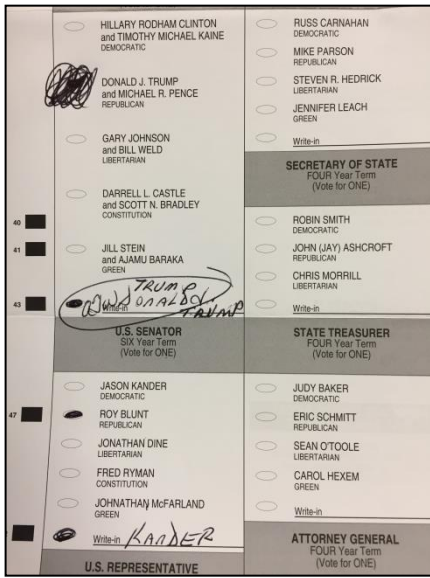 HILLARY RODHAM CLINTON
and TIMOTHY MICHAEL KAINE
DEMOCRATIC
DONALD J. TRUMP
and MICHAEL R. PENCE
REPUBLICAN
GARY JOHNSON
and BILL WELD
LIBERTARIAN
DARRELL L. CASTLE
and SCOTT N. BRADLEY
CONSTITUTION
40
41
JILL STEIN
and AJAMU BARAKA
GREEN
TRUMP
43
Write-in DONALD J. TRUMP
U.S. SENATOR
SIX Year Term
(Vote for ONE)
JASON KANDER
DEMOCRATIC
47
ROY BLUNT
REPUBLICAN
JONATHAN DINE
LIBERTARIAN
FRED RYMAN
CONSTITUTION
JOHNATHAN McFARLAND
GREEN
Write-in KANDER
U.S. REPRESENTATIVE
RUSS CARNAHAN
DEMOCRATIC
MIKE PARSON
REPUBLICAN
STEVEN R. HEDRICK
LIBERTARIAN
JENNIFER LEACH
GREEN
Write-in
SECRETARY OF STATE
FOUR Year Term
(Vote for ONE)
ROBIN SMITH
DEMOCRATIC
JOHN (JAY) ASHCROFT
REPUBLICAN
CHRIS MORRILL
LIBERTARIAN
Write-in
STATE TREASURER
FOUR Year Term
(Vote for ONE)
JUDY BAKER
DEMOCRATIC
ERIC SCHMITT
REPUBLICAN
SEAN O'TOOLE
LIBERTARIAN
CAROL HEXEM
GREEN
Write-in
ATTORNEY GENERAL
FOUR Year Term
(Vote for ONE)